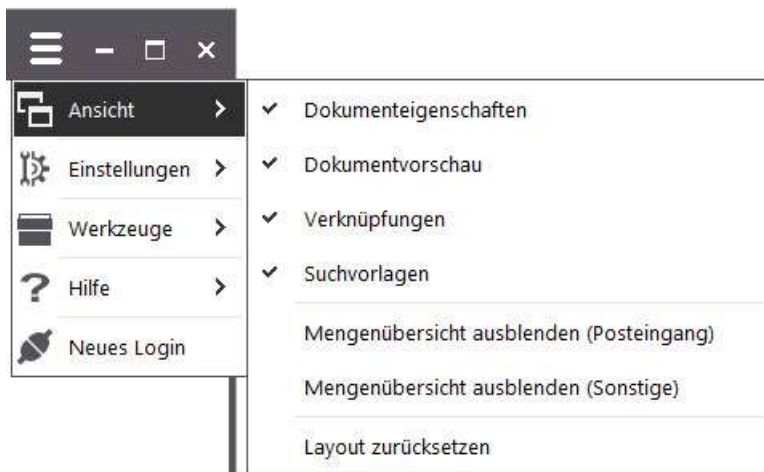 Ansicht
Einstellungen
Werkzeuge
Hilfe
Neues Login
Dokumenteigenschaften
Dokumentvorschau
Verknüpfungen
Suchvorlagen
Mengenübersicht ausblenden (Posteingang)
Mengenübersicht ausblenden (Sonstige)
Layout zurücksetzen